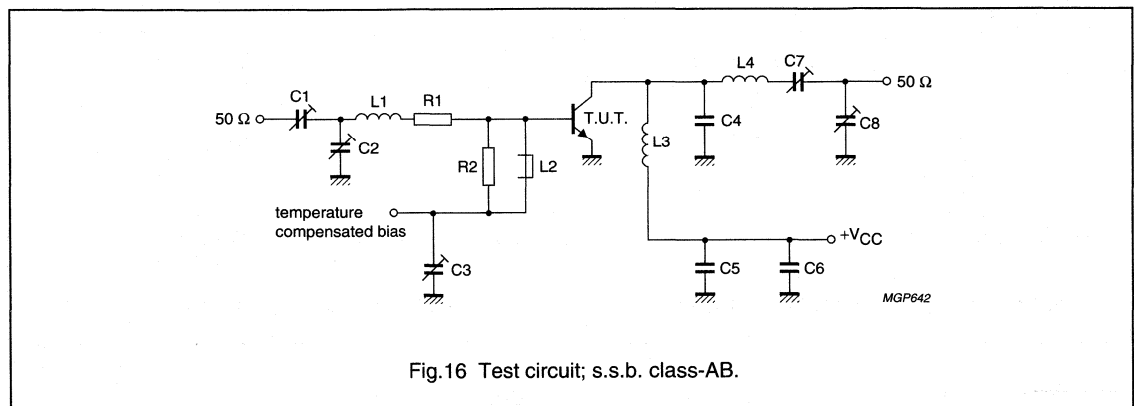 L4
C7
C1
L1
R1
50 Ω
50 Ω
T.U.T.
C4
C8
C2
L3
R2
L2
temperature
compensated bias
+VCC
C3
C5
C6
MGP642
Fig.16 Test circuit; s.s.b. class-AB.